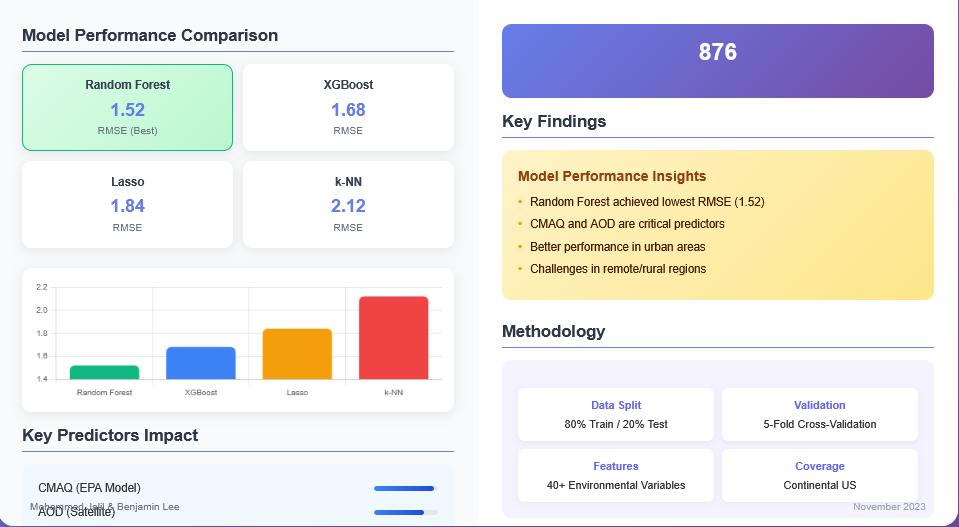 Model Performance Comparison
Random Forest
1.52
RMSE (Best)
XGBoost
1.68
RMSE
Lasso
1.84
RMSE
k-NN
2.12
RMSE
2.2
2.0
1.8
1.6
1.4
Random Forest
XGBoost
Lasso
k-NN
Key Predictors Impact
CMAQ (EPA Model)
AOD (Satellite)
Mohammad Jalil & Benjamin Lee
876
Key Findings
Model Performance Insights
• Random Forest achieved lowest RMSE (1.52)
• CMAQ and AOD are critical predictors
• Better performance in urban areas
• Challenges in remote/rural regions
Methodology
Data Split
80% Train / 20% Test
Validation
5-Fold Cross-Validation
Features
40+ Environmental Variables
Coverage
Continental US
November 2023